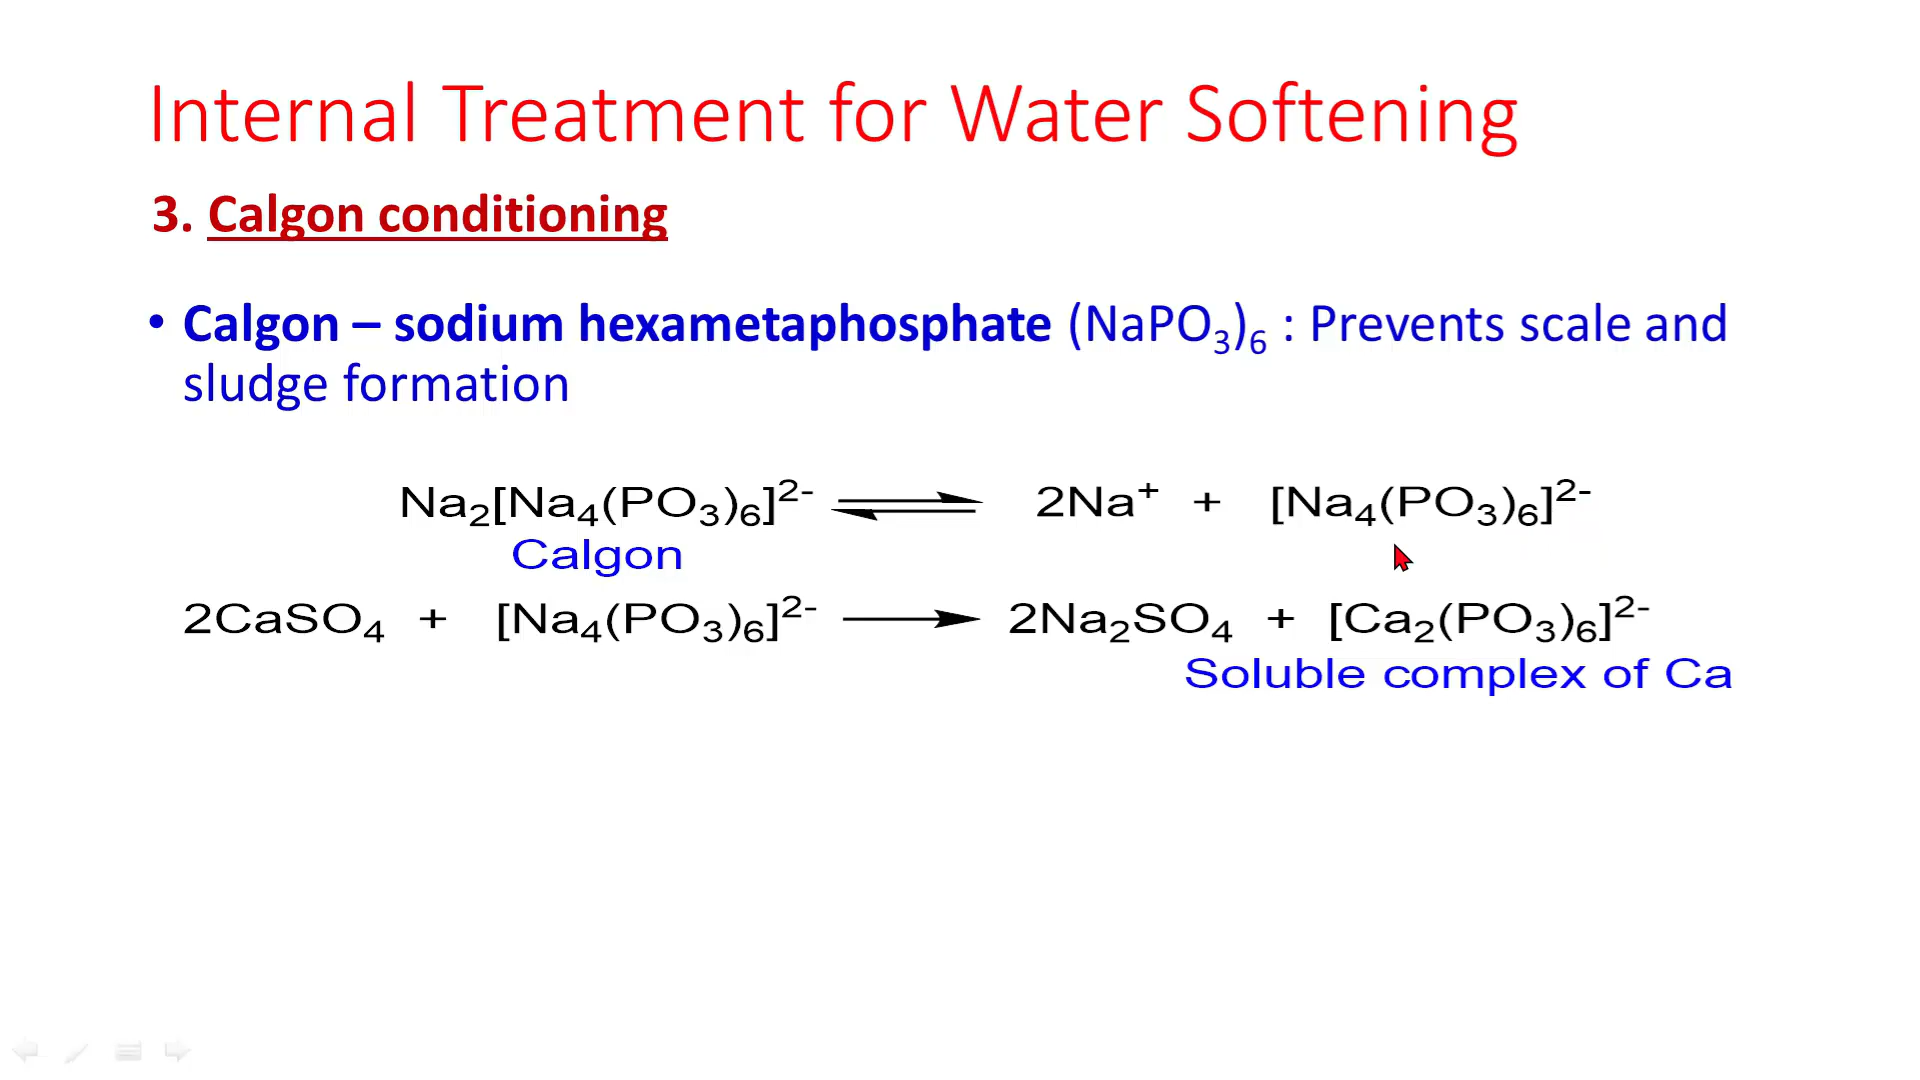 Internal Treatment for Water Softening
3. Calgon conditioning
• Calgon – sodium hexametaphosphate (NaPO₃)₆ : Prevents scale and
sludge formation
Na₂[Na₄(PO₃)₆]²⁻ ⇌ 2Na⁺ + [Na₄(PO₃)₆]²⁻
Calgon
2CaSO₄ + [Na₄(PO₃)₆]²⁻ ⟶ 2Na₂SO₄ + [Ca₂(PO₃)₆]²⁻
Soluble complex of Ca